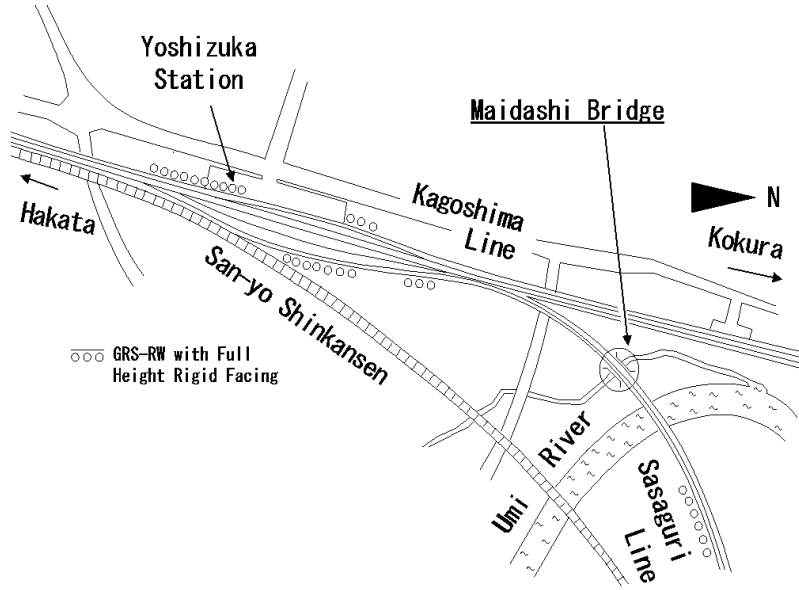 Yoshizuka
Station
Maidashi Bridge
N
Hakata
Kagoshima
Line
Kokura
San-yo Shinkansen
GRS-RW with Full
Height Rigid Facing
Umi River
Sasaguri
Line